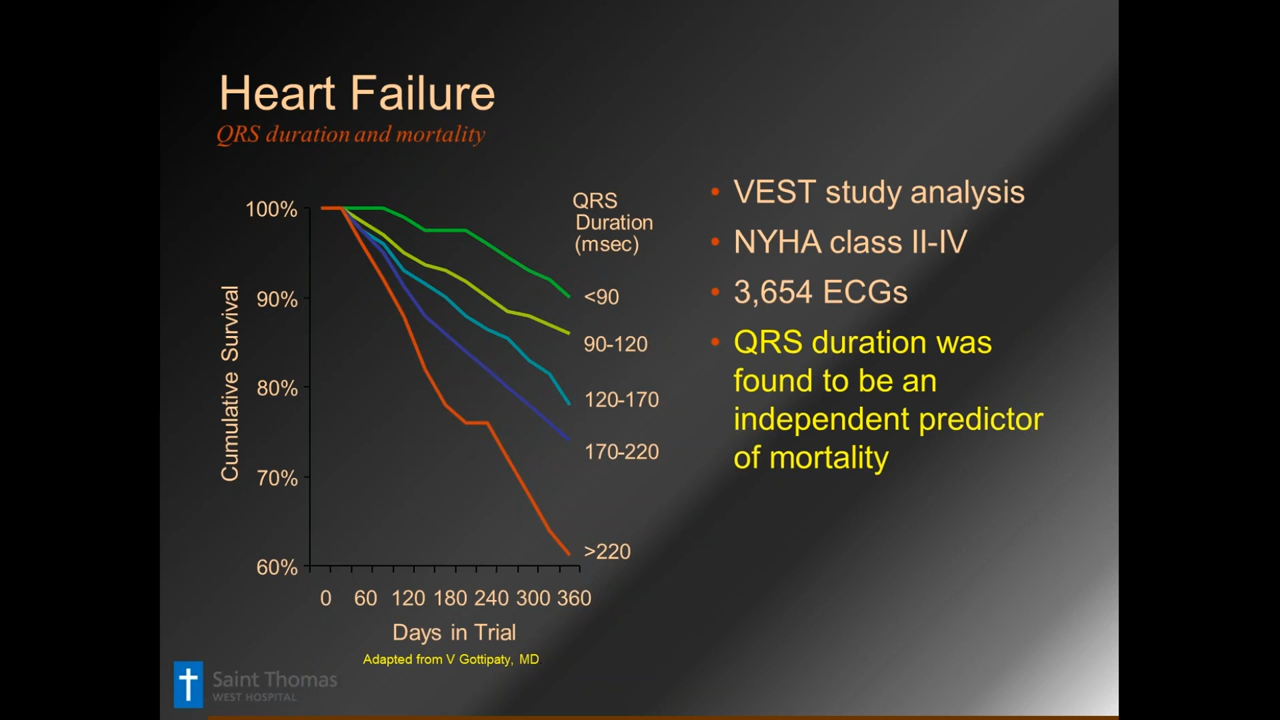 Heart Failure
QRS duration and mortality
QRS
Duration
(msec)
100%
90%
80%
70%
60%
Cumulative Survival
<90
90-120
120-170
170-220
>220
0 60 120 180 240 300 360
Days in Trial
Adapted from V Gottipaty, MD
• VEST study analysis
• NYHA class II-IV
• 3,654 ECGs
• QRS duration was
found to be an
independent predictor
of mortality
Saint Thomas
WEST HOSPITAL